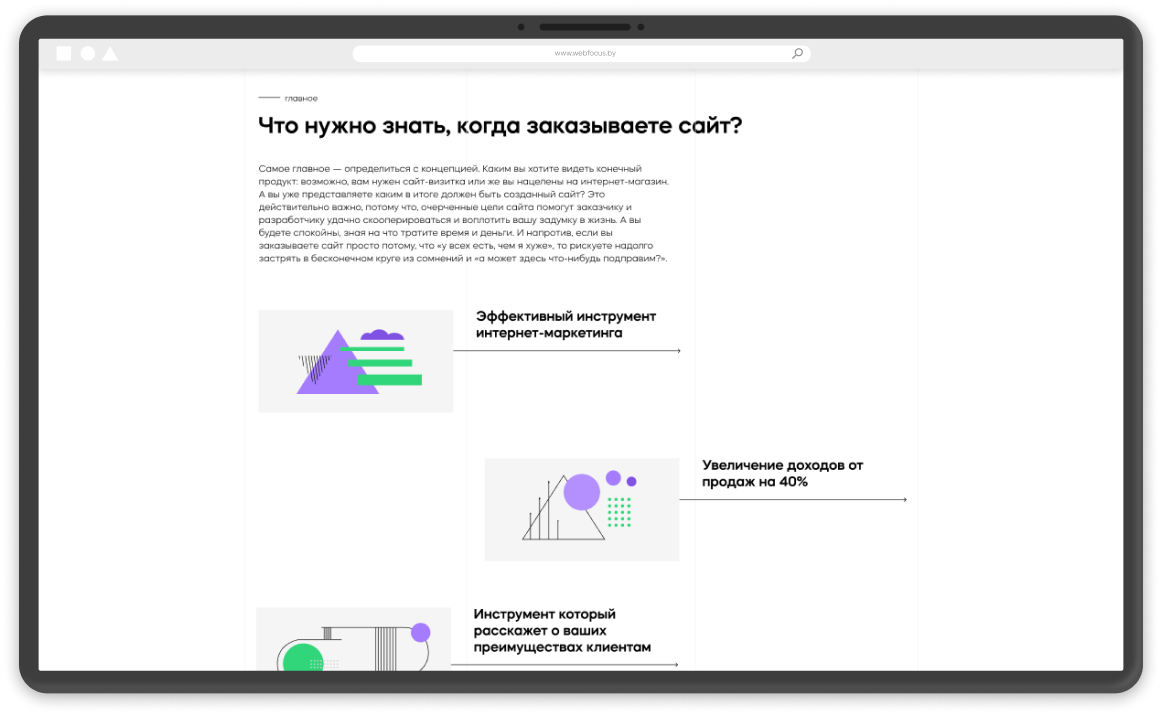 www.webfocus.by
главное
Что нужно знать, когда заказываете сайт?
Самое главное — определиться с концепцией. Каким вы хотите видеть конечный
продукт: возможно, вам нужен сайт-визитка или же вы нацелены на интернет-магазин.
А вы уже представляете каким в итоге должен быть созданный сайт? Это
действительно важно, потому что, очерченные цели сайта помогут заказчику и
разработчику удачно скооперироваться и воплотить вашу задумку в жизнь. А вы
будете спокойны, зная на что тратите время и деньги. И напротив, если вы
заказываете сайт просто потому, что «у всех есть, чем я хуже», то рискуете надолго
застрять в бесконечном круге из сомнений и «а может здесь что-нибудь подправим?».
Эффективный инструмент
интернет-маркетинга
Увеличение доходов от
продаж на 40%
Инструмент который
расскажет о ваших
преимуществах клиентам